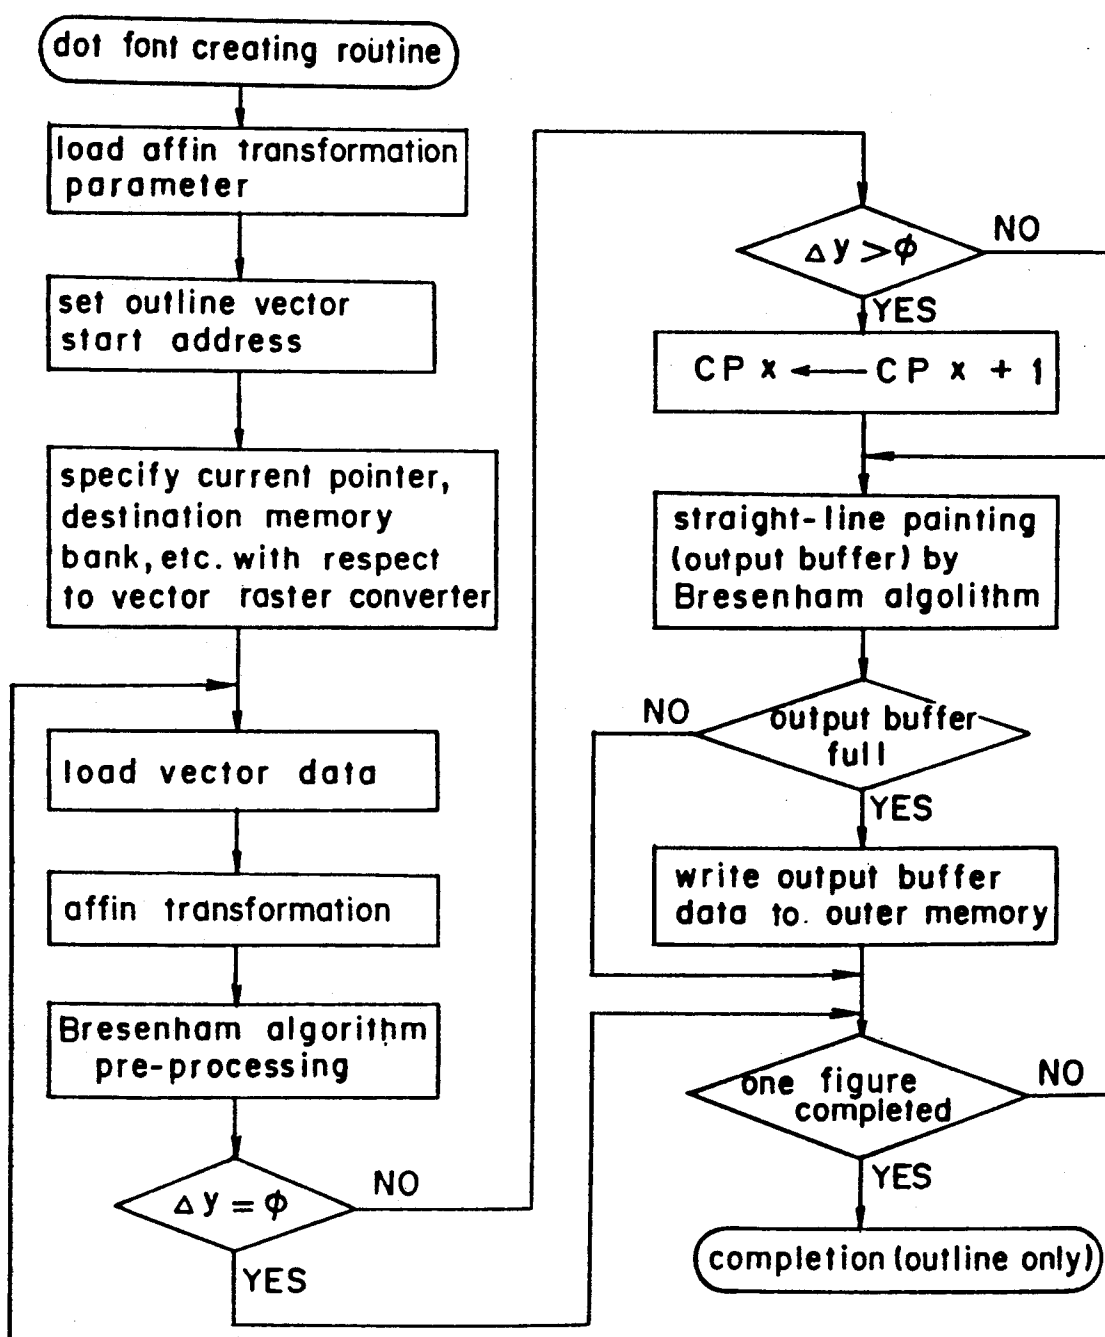 dot font creating routine
load affin transformation
parameter
set outline vector
start address
specify current pointer,
destination memory
bank, etc. with respect
to vector raster converter
load vector data
affin transformation
Bresenham algorithm
pre-processing
Δy = φ
NO
YES
Δy > φ
NO
YES
CP x ← CP x + 1
straight-line painting
(output buffer) by
Bresenham algolithm
output buffer
full
NO
YES
write output buffer
data to. outer memory
one figure
completed
NO
YES
completion (outline only)